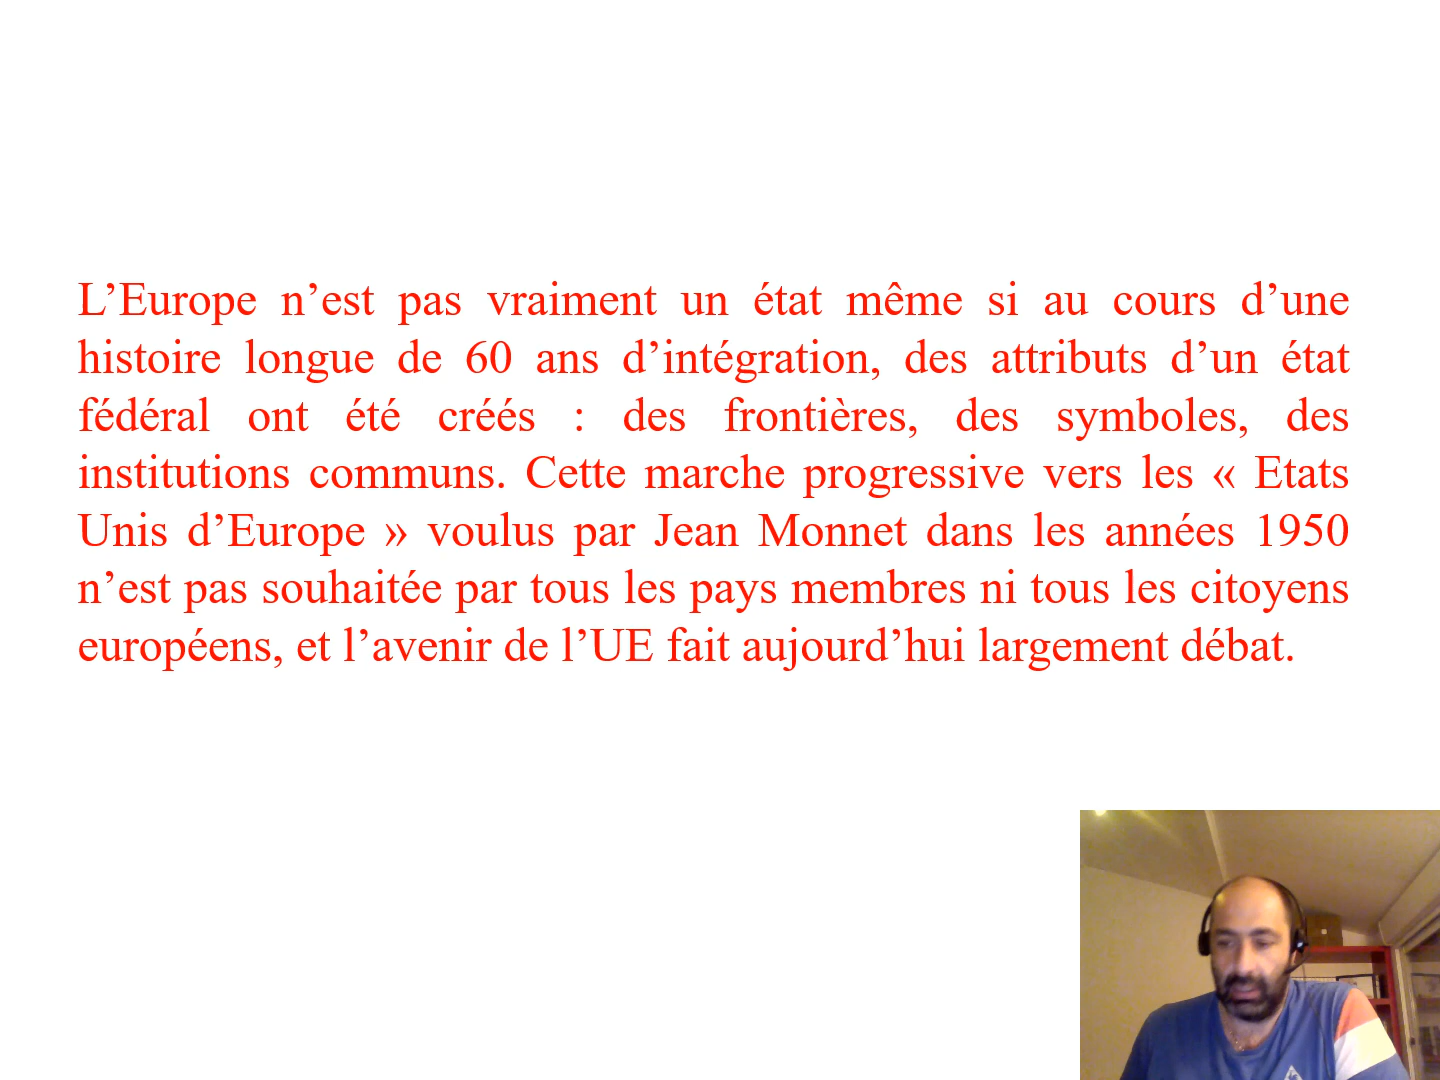 L’Europe n’est pas vraiment un état même si au cours d’une
histoire longue de 60 ans d’intégration, des attributs d’un état
fédéral ont été créés : des frontières, des symboles, des
institutions communs. Cette marche progressive vers les « Etats
Unis d’Europe » voulus par Jean Monnet dans les années 1950
n’est pas souhaitée par tous les pays membres ni tous les citoyens
européens, et l’avenir de l’UE fait aujourd’hui largement débat.